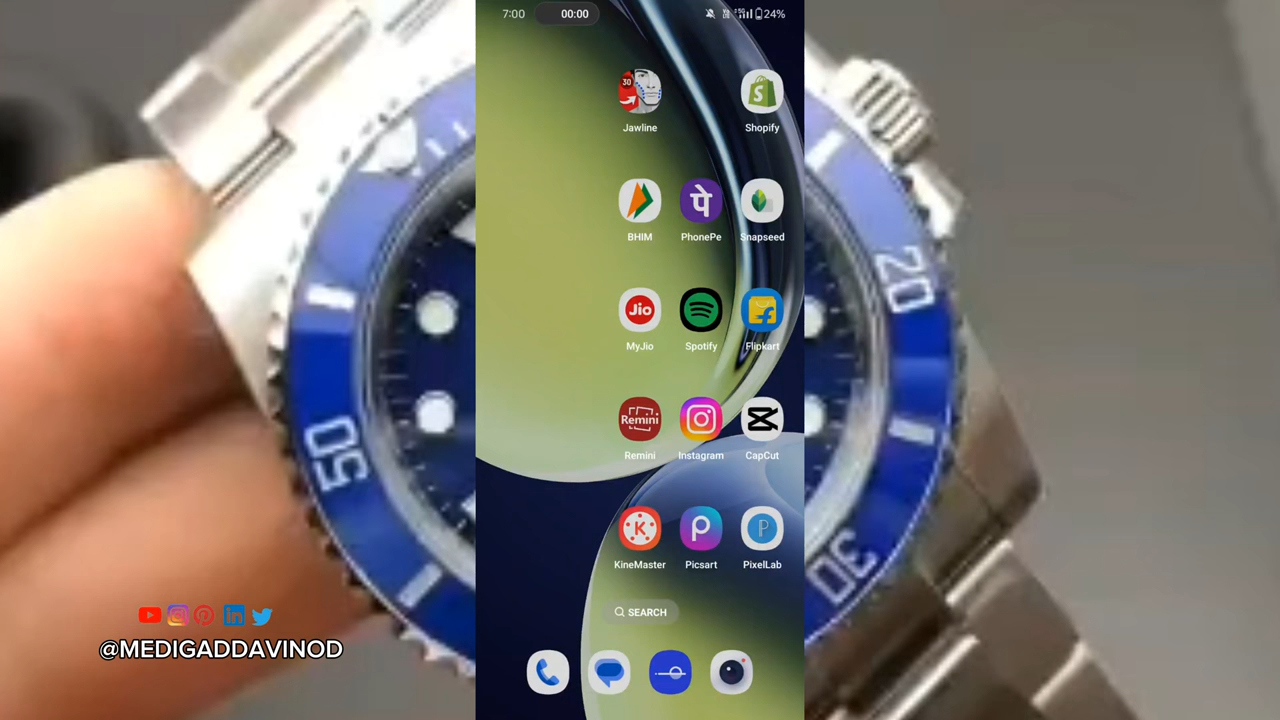 7:00
00:00
24%
30
Jawline
S
Shopify
BHIM
पे
PhonePe
Snapseed
Jio
MyJio
Spotify
f
Flipkart
Remini
Remini
Instagram
CapCut
K
KineMaster
P
Picsart
P
PixelLab
SEARCH
20
50
30
@MEDIGADDAVINOD